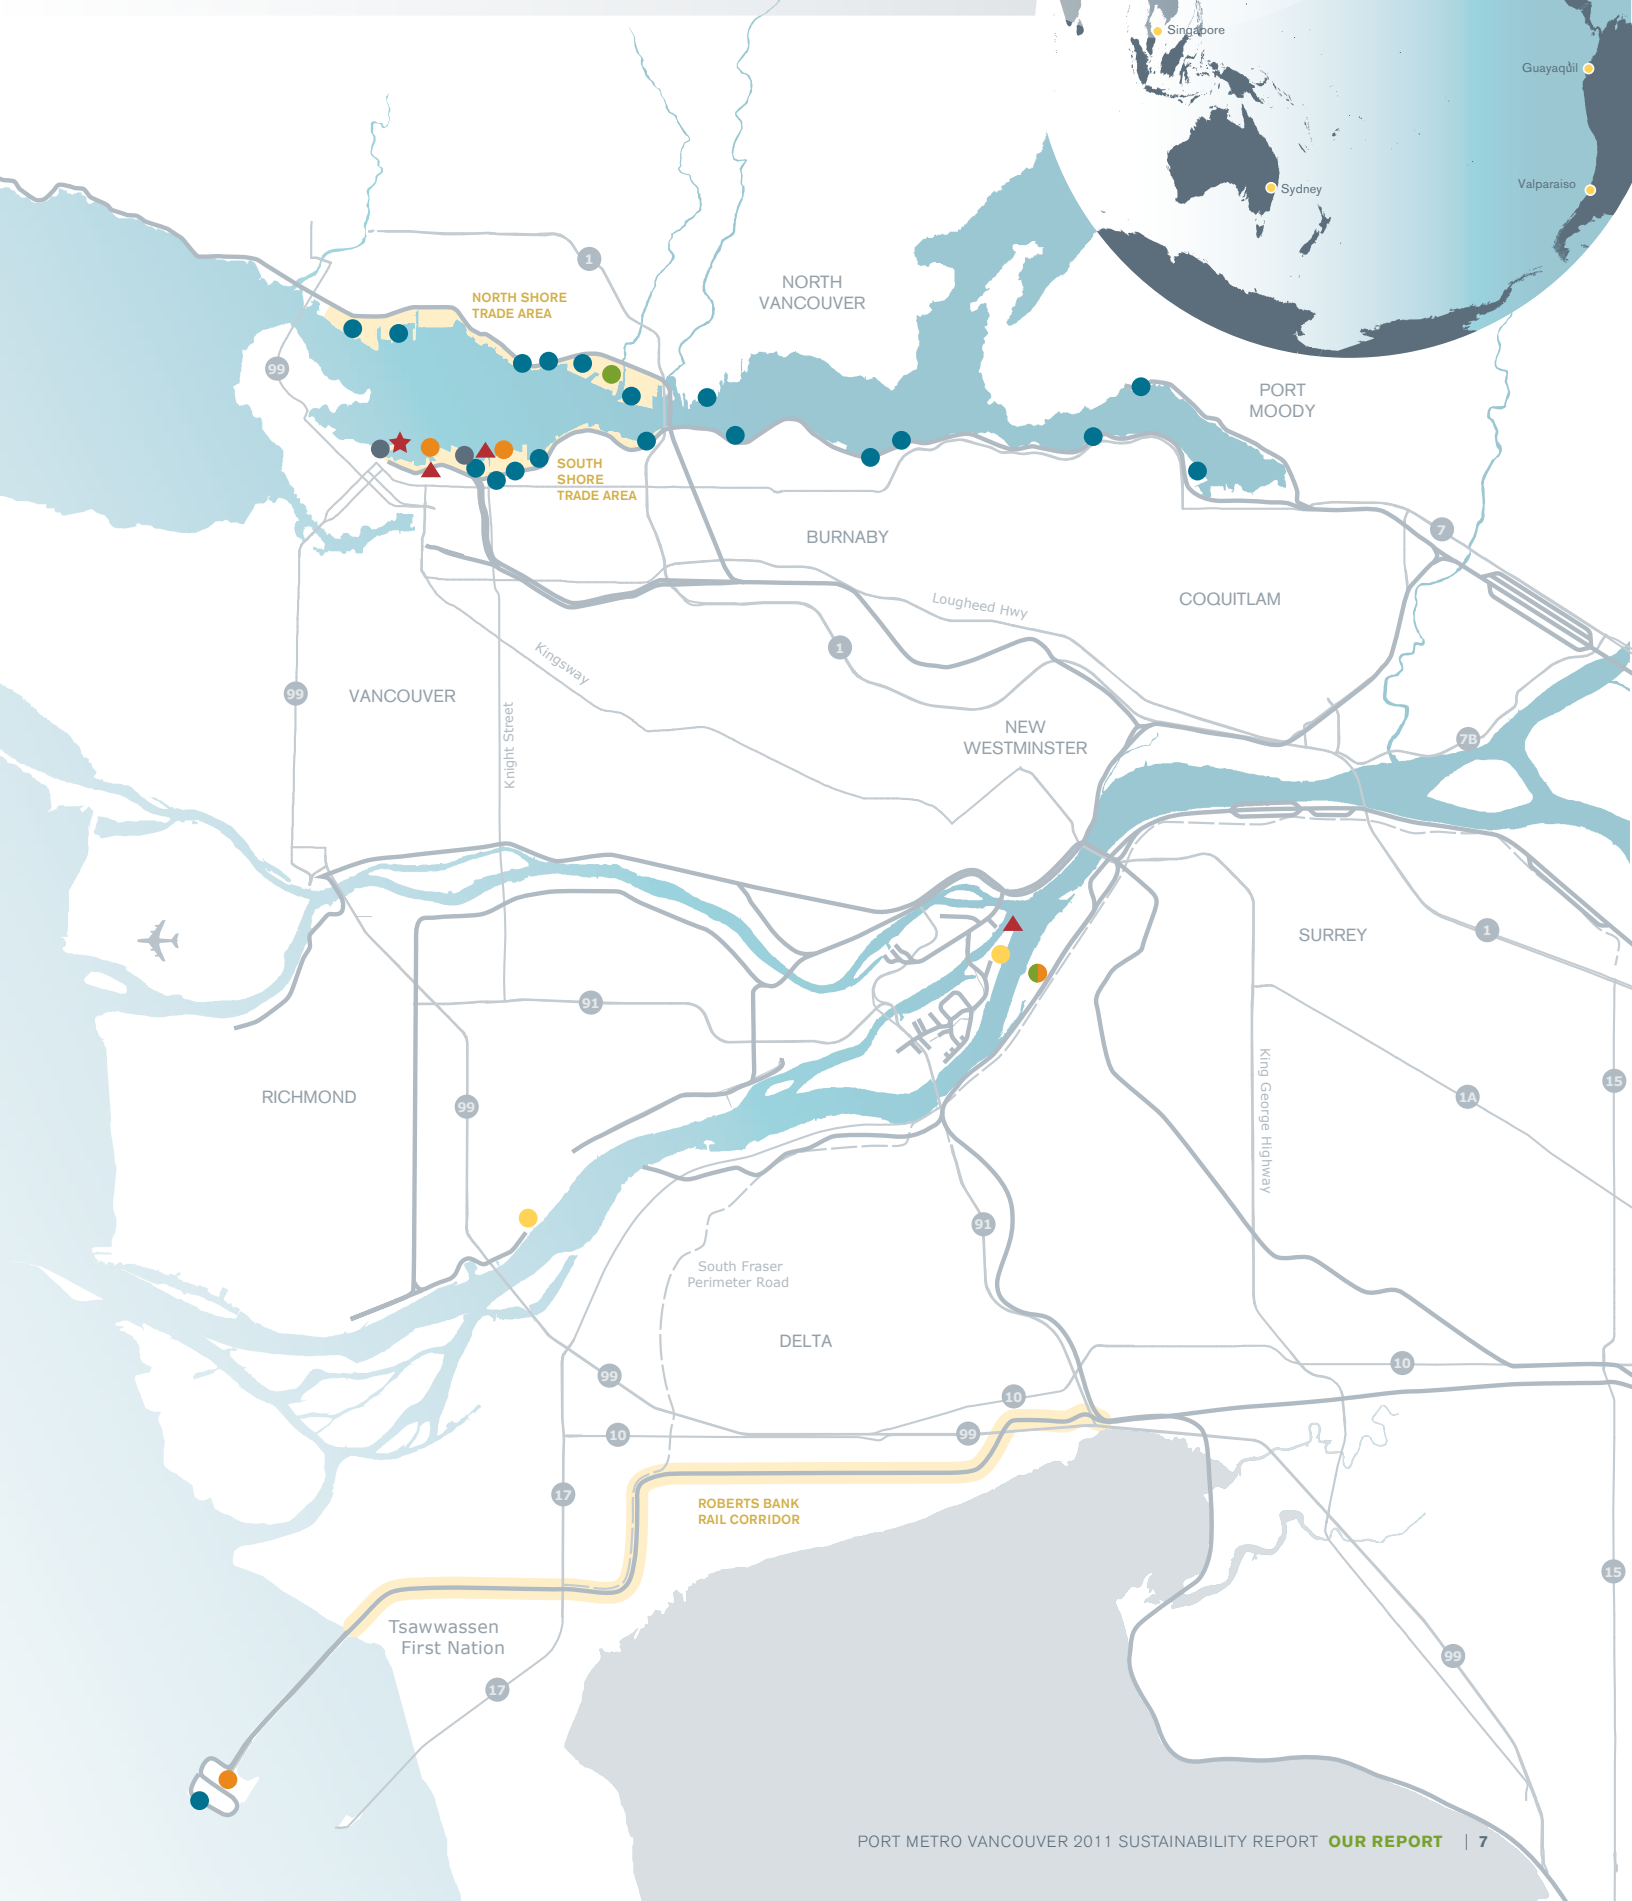 Singapore
Guayaquil
Sydney
Valparaiso
1
NORTH
VANCOUVER
NORTH SHORE
TRADE AREA
99
PORT
MOODY
SOUTH
SHORE
TRADE AREA
BURNABY
7
COQUITLAM
Lougheed Hwy
1
Kingsway
99
VANCOUVER
Knight Street
NEW
WESTMINSTER
7B
SURREY
1
91
RICHMOND
99
King George Highway
15
1A
91
South Fraser
Perimeter Road
DELTA
99
10
10
10
99
17
ROBERTS BANK
RAIL CORRIDOR
15
Tsawwassen
First Nation
99
17
PORT METRO VANCOUVER 2011 SUSTAINABILITY REPORT OUR REPORT | 7